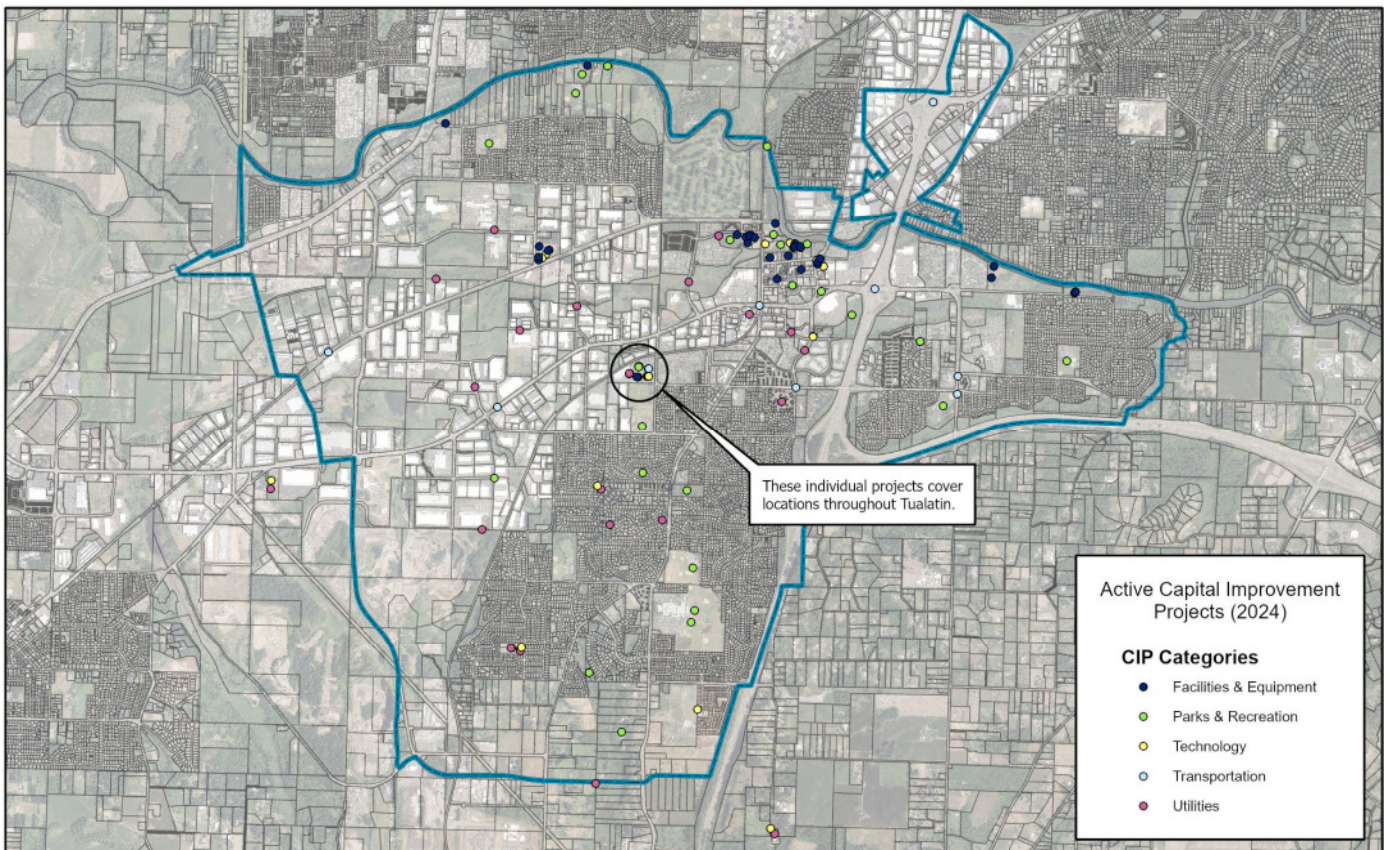 These individual projects cover
locations throughout Tualatin.
Active Capital Improvement
Projects (2024)
CIP Categories
Facilities & Equipment
Parks & Recreation
Technology
Transportation
Utilities